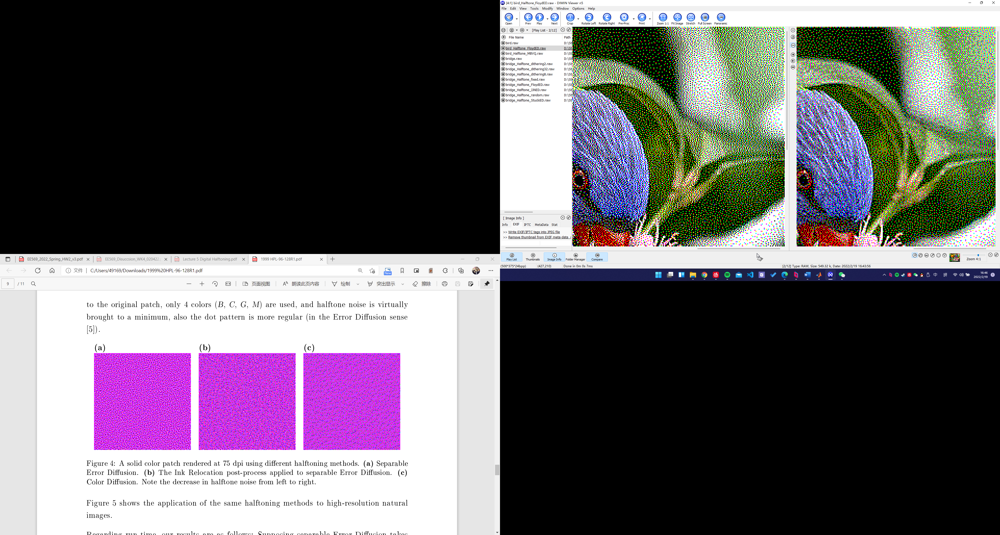 [4:1] bird_Halftone_FloydED.raw - DIMIN Viewer n5
File Edit View Tools Modify Window Options Help
Open Prev Play Next Crop Rotate Left Rotate Right Pre-Proc Print Zoom 1:1 Fit Image Stretch Full Screen Panoramic
[Play List - 2/12]
File Name Path
bird.raw D:\St
bird_Halftone_FloydED.raw D:\St
bird_Halftone_MBVQ.raw D:\St
bridge.raw D:\St
bridge_Halftone_dithering2.raw D:\St
bridge_Halftone_dithering32.raw D:\St
bridge_Halftone_dithering8.raw D:\St
bridge_Halftone_fixed.raw D:\St
bridge_Halftone_FloydED.raw D:\St
bridge_Halftone_JJNED.raw D:\St
bridge_Halftone_random.raw D:\St
bridge_Halftone_StuckiED.raw D:\St
[ Image Info ]
Info EXIF IPTC MetaData Stat
>> Write EXIF/IPTC tags into JPEG file
>> Remove thumbnail from EXIF meta-data
Play List Thumbnails Image Info Folder Manager Compare
Zoom 4:1
(500*375*24bpp) (427,210) Done in 0m 0s 7ms
[2/12] Type: RAW, Size: 549.32 k, Date: 2022/2/19 16:43:56
中 拼 16:46
2022/2/19
1
EE569_2022_Spring_HW2_v3.pdf EE569_Disuccsion_WK4_020422. Lecture 5 Digital Halftoning.pdf 1999 HPL-96-128R1.pdf
文件 C:/Users/49169/Downloads/1999%20HPL-96-128R1.pdf New
9 / 11 页面视图 朗读此页内容 绘制 突出显示 擦除
to the original patch, only 4 colors (B, C, G, M) are used, and halftone noise is virtually
brought to a minimum, also the dot pattern is more regular (in the Error Diffusion sense
[5]).
(a) (b) (c)
Figure 4: A solid color patch rendered at 75 dpi using different halftoning methods. (a) Separable
Error Diffusion. (b) The Ink Relocation post-process applied to separable Error Diffusion. (c)
Color Diffusion. Note the decrease in halftone noise from left to right.
Figure 5 shows the application of the same halftoning methods to high-resolution natural
images.
Regarding run time, our results are as follows: Supposing separable Error Diffusion takes